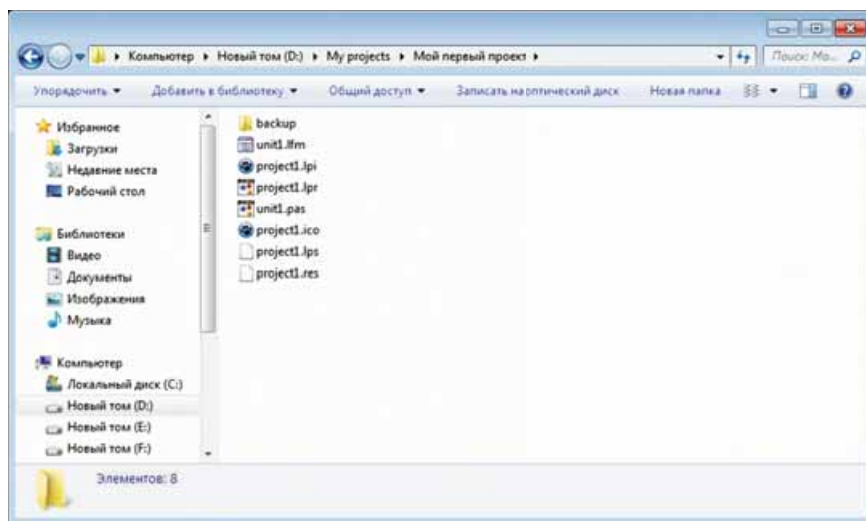 Компьютер ▸ Новый том (D:) ▸ My projects ▸ Мой первый проект ▸
Поиск: Мо...
Упорядочить ▾ Добавить в библиотеку ▾ Общий доступ ▾ Записать на оптический диск Новая папка
Избранное
Загрузки
Недавние места
Рабочий стол
Библиотеки
Видео
Документы
Изображения
Музыка
Компьютер
Локальный диск (C:)
Новый том (D:)
Новый том (E:)
Новый том (F:)
backup
unit1.lfm
project1.lpi
project1.lpr
unit1.pas
project1.ico
project1.lps
project1.res
Элементов: 8